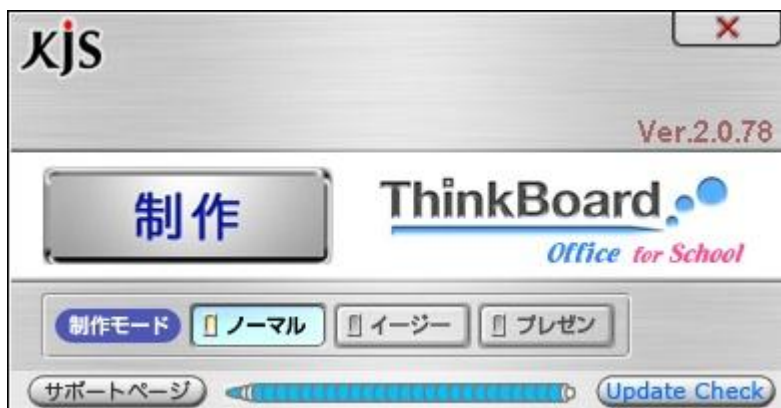 KJS
Ver.2.0.78
制作
ThinkBoard
Office for School
制作モード ノーマル イージー プレゼン
サポートページ Update Check